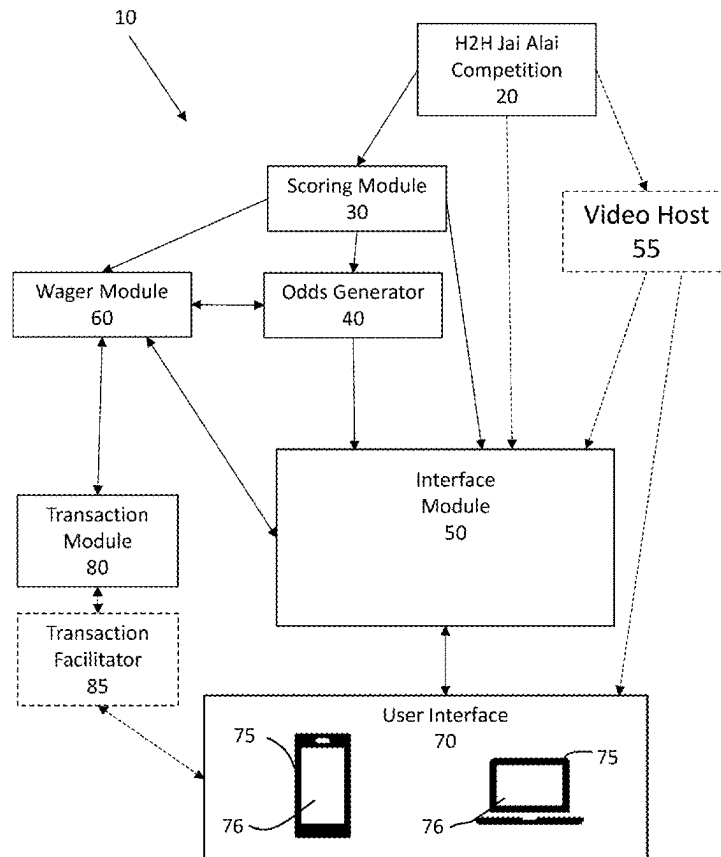 10
H2H Jai Alai
Competition
20
Scoring Module
30
Video Host
55
Wager Module
60
Odds Generator
40
Interface
Module
50
Transaction
Module
80
Transaction
Facilitator
85
User Interface
70
75
76
75
76